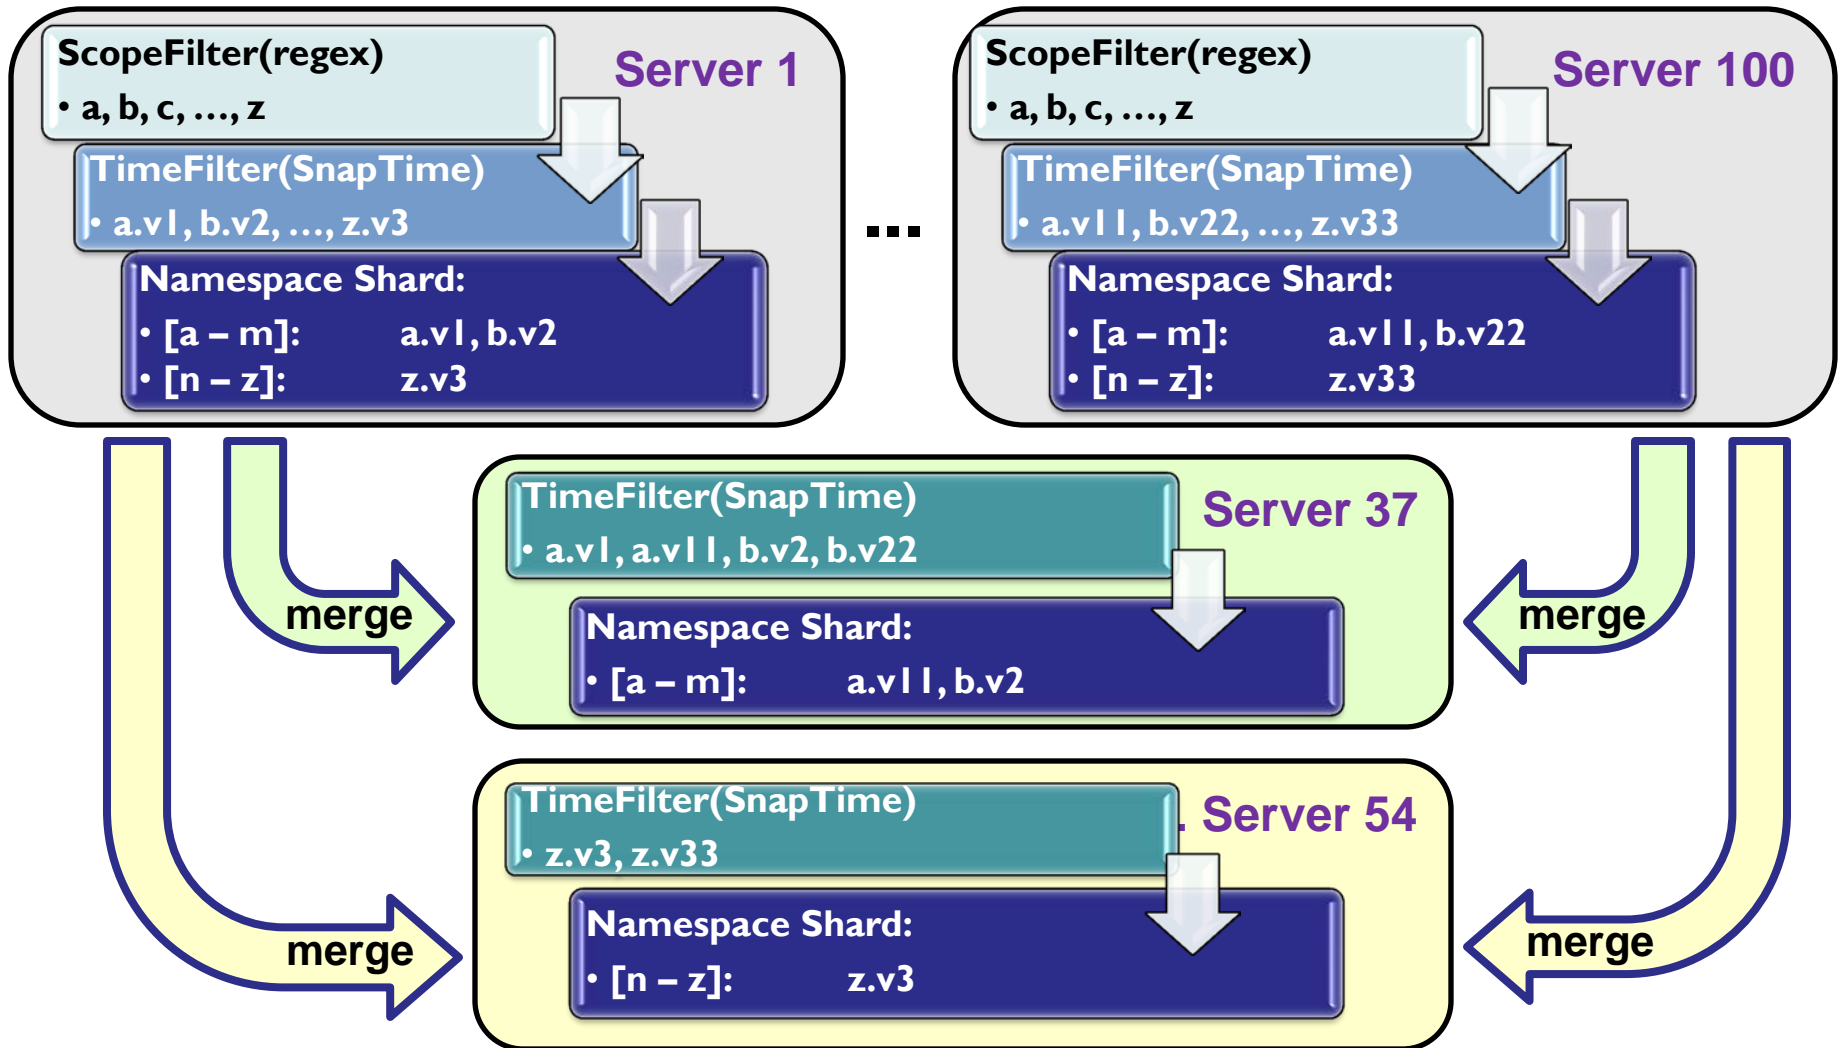 ScopeFilter(regex)
• a, b, c, …, z
Server 1
TimeFilter(SnapTime)
• a.v1, b.v2, …, z.v3
Namespace Shard:
• [a – m]: a.v1, b.v2
• [n – z]: z.v3
...
ScopeFilter(regex)
• a, b, c, …, z
Server 100
TimeFilter(SnapTime)
• a.v11, b.v22, …, z.v33
Namespace Shard:
• [a – m]: a.v11, b.v22
• [n – z]: z.v33
TimeFilter(SnapTime)
• a.v1, a.v11, b.v2, b.v22
Server 37
merge
merge
Namespace Shard:
• [a – m]: a.v11, b.v2
TimeFilter(SnapTime)
• z.v3, z.v33
. Server 54
merge
merge
Namespace Shard:
• [n – z]: z.v3